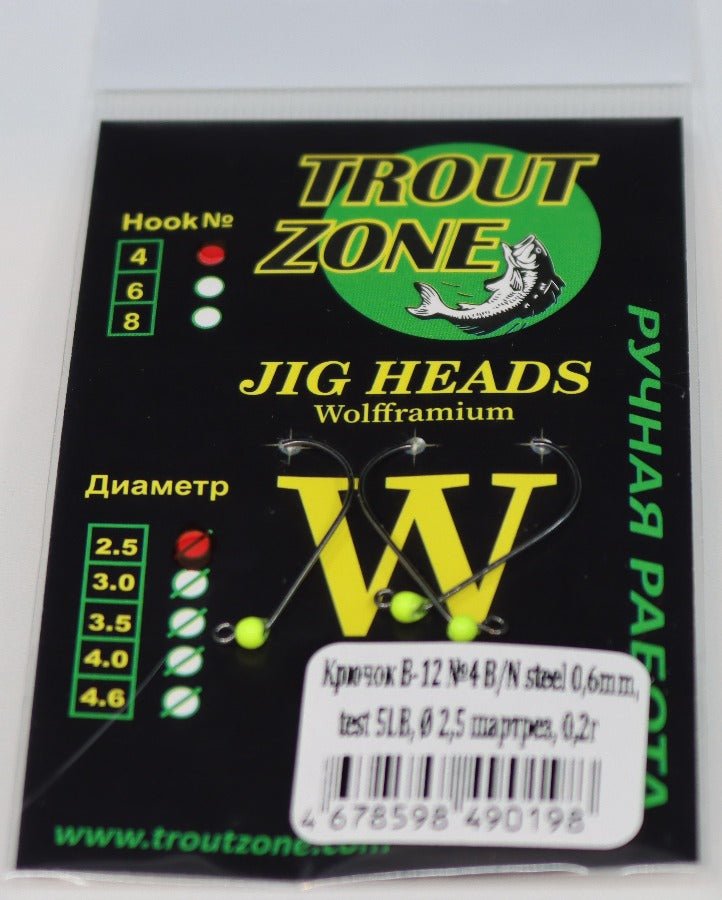 TROUT
ZONE
Hook №
4
6
8
JIG HEADS
Wolfframium
W
Диаметр
2.5
3.0
3.5
4.0
4.6
РУЧНАЯ РАБОТА
Крючок B-12 №4 B/N steel 0,6mm,
test 5LB, Ø 2,5 шартрез, 0,2г
4 678598 490198
www.troutzone.com